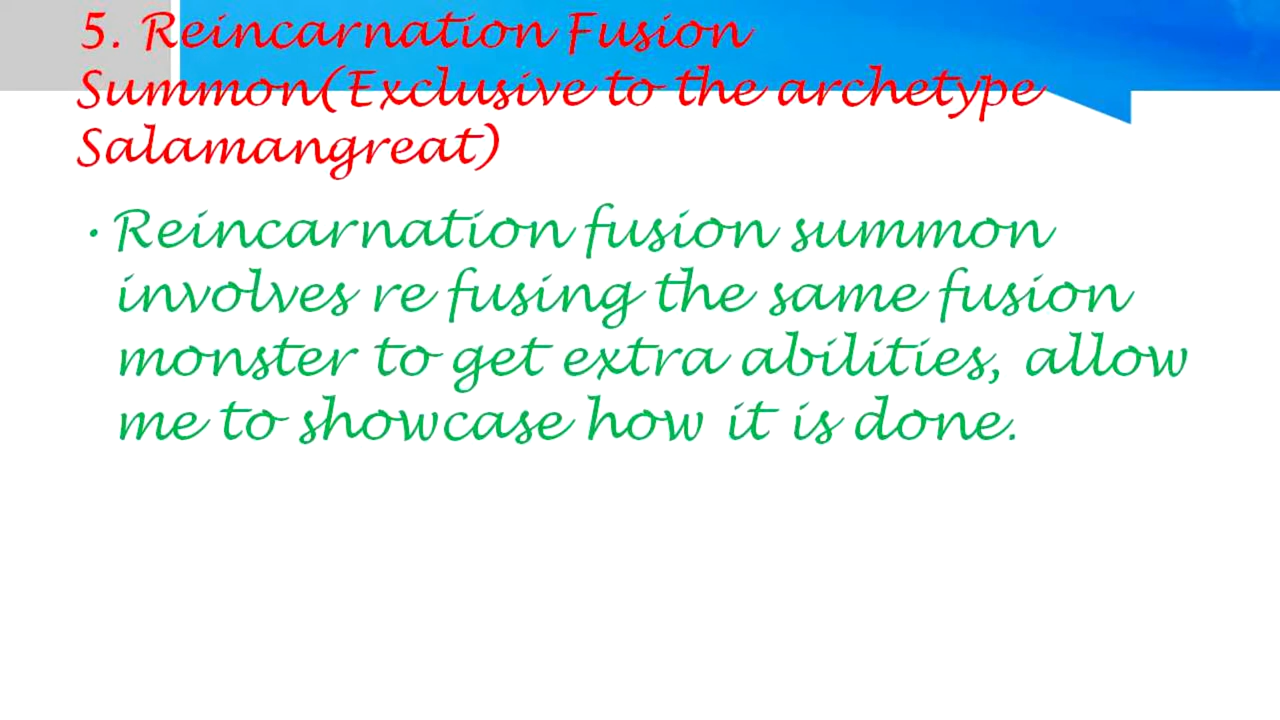 5. Reincarnation Fusion
Summon(Exclusive to the archetype
Salamangreat)
• Reincarnation fusion summon
involves re fusing the same fusion
monster to get extra abilities, allow
me to showcase how it is done.